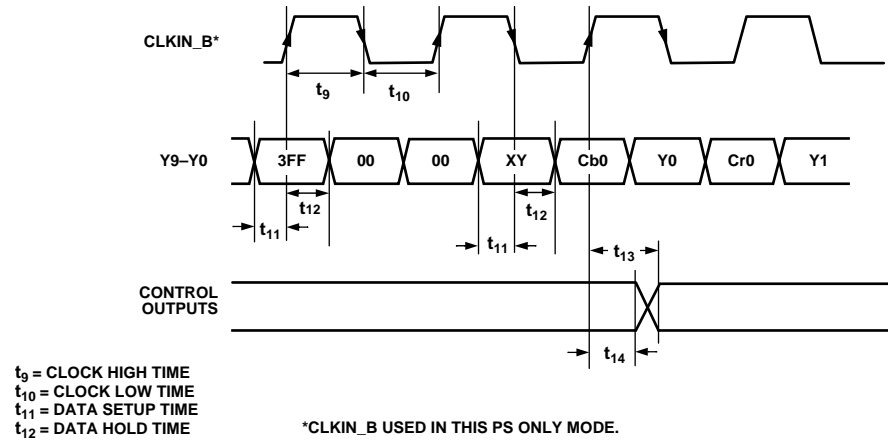 CLKIN_B*
t9
t10
Y9–Y0
3FF
00
00
XY
Cb0
Y0
Cr0
Y1
t12
t12
t11
t11
t13
CONTROL
OUTPUTS
t14
t9 = CLOCK HIGH TIME
t10 = CLOCK LOW TIME
t11 = DATA SETUP TIME
t12 = DATA HOLD TIME
*CLKIN_B USED IN THIS PS ONLY MODE.